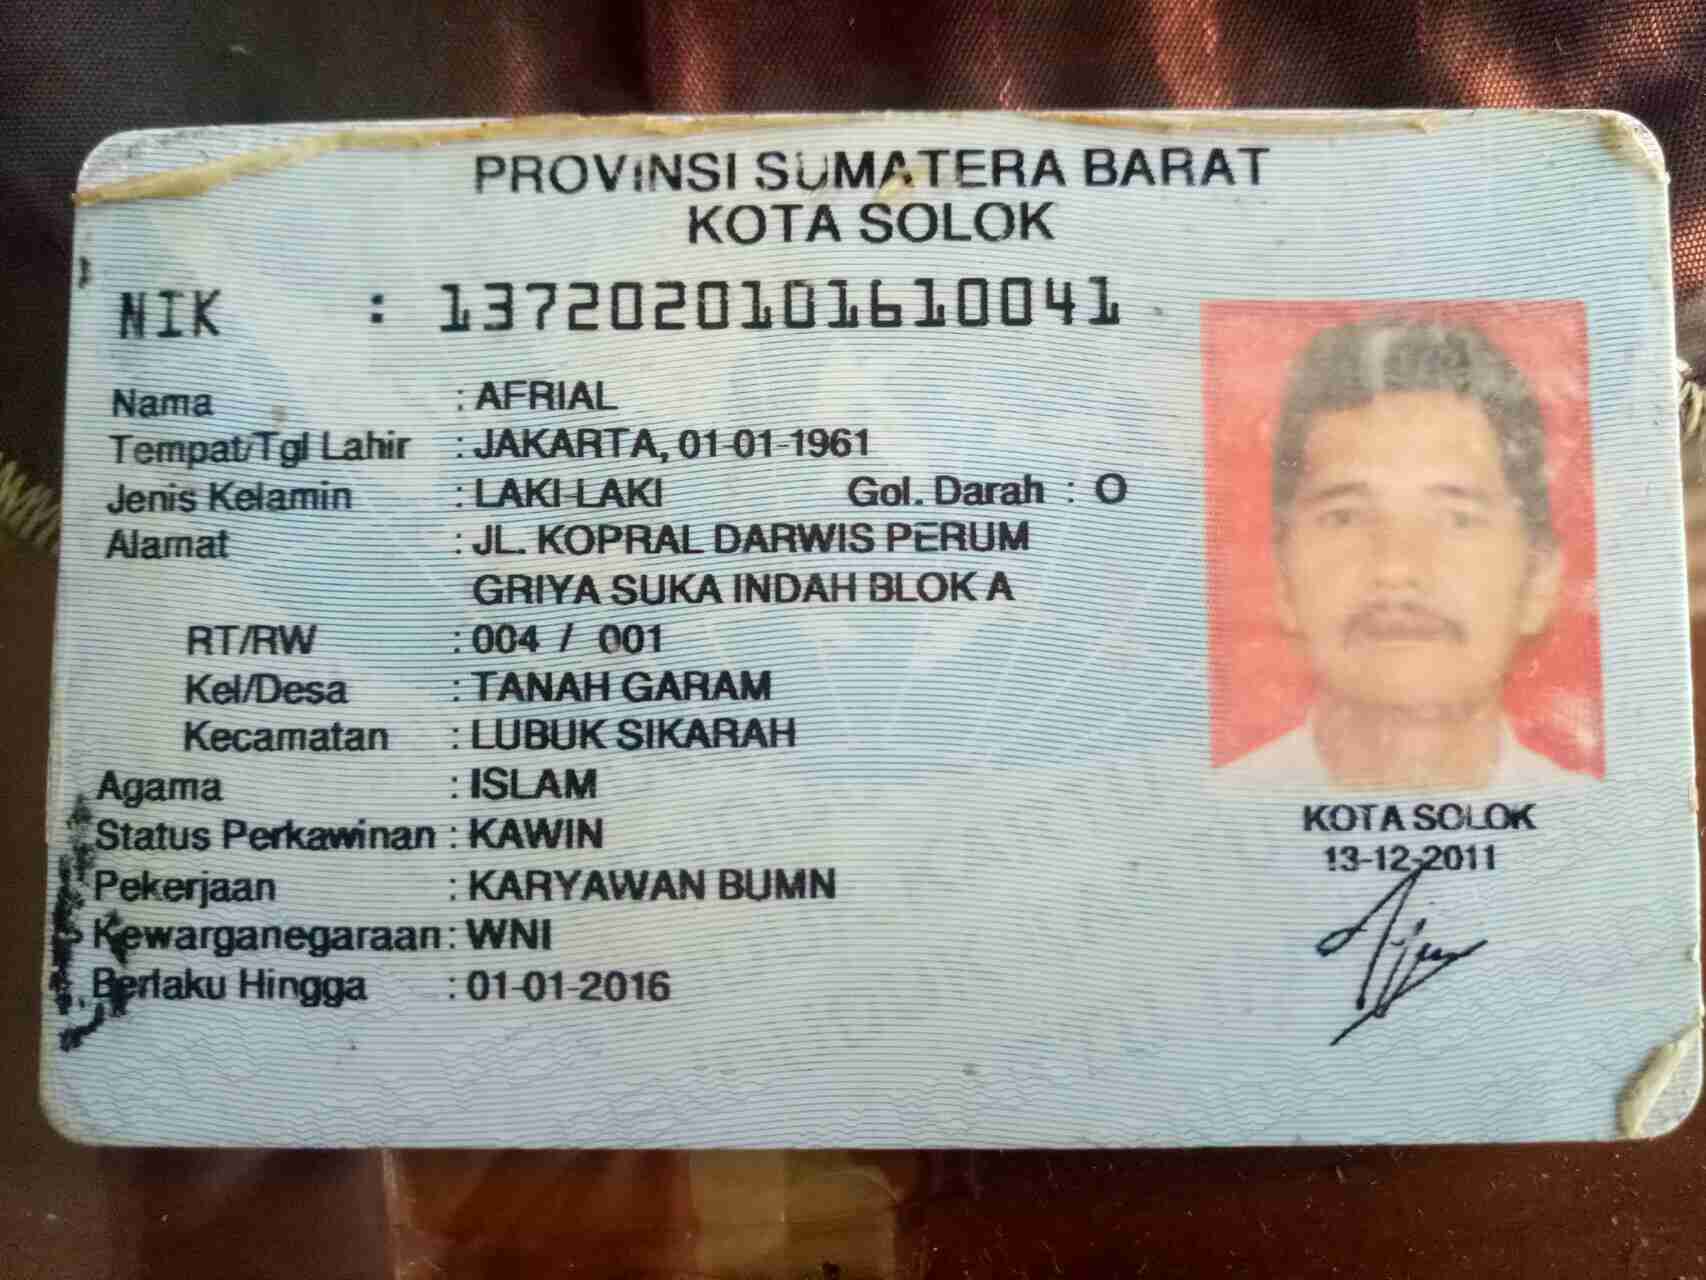 PROVINSI SUMATERA BARAT
KOTA SOLOK
NIK : 1372020101610041
Nama : AFRIAL
Tempat/Tgl Lahir : JAKARTA, 01-01-1961
Jenis Kelamin : LAKI-LAKI Gol. Darah : O
Alamat : JL. KOPRAL DARWIS PERUM
GRIYA SUKA INDAH BLOK A
RT/RW : 004 / 001
Kel/Desa : TANAH GARAM
Kecamatan : LUBUK SIKARAH
Agama : ISLAM
Status Perkawinan : KAWIN
Pekerjaan : KARYAWAN BUMN
Kewarganegaraan : WNI
Berlaku Hingga : 01-01-2016
KOTA SOLOK
13-12-2011